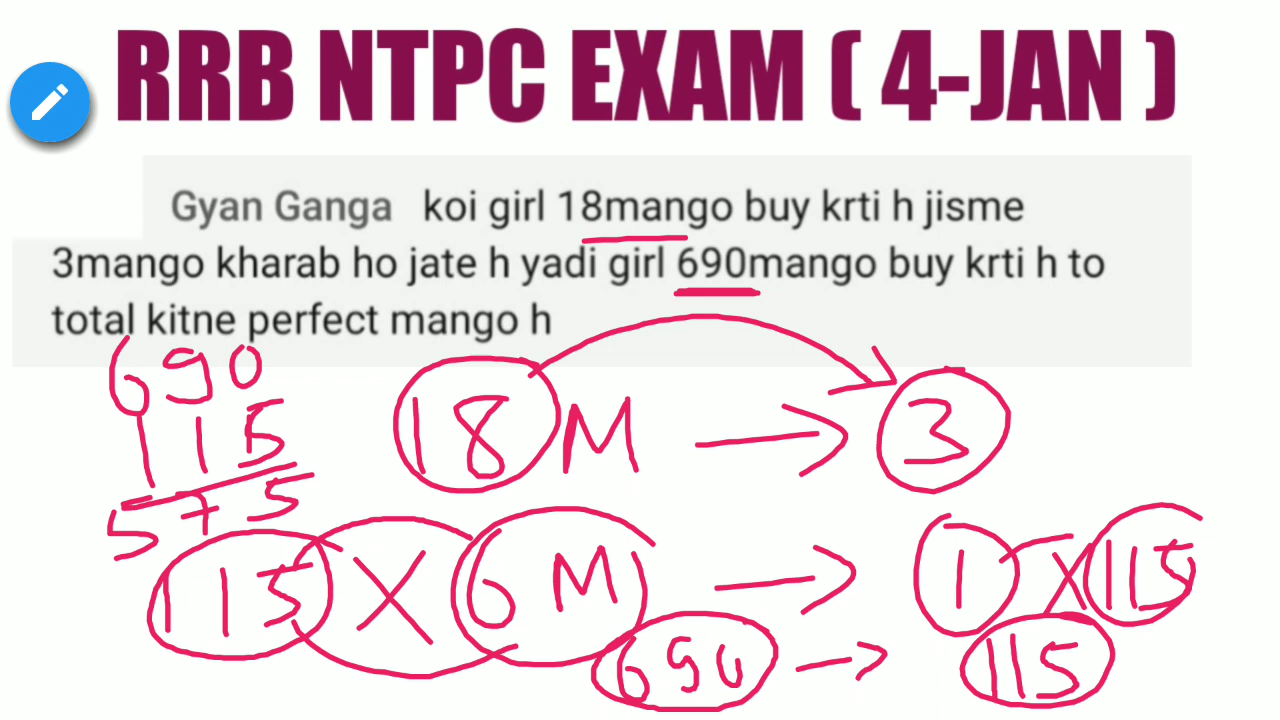 RRB NTPC EXAM ( 4-JAN )
Gyan Ganga koi girl 18mango buy krti h jisme
3mango kharab ho jate h yadi girl 690mango buy krti h to
total kitne perfect mango h
690
115
575
18 M → 3
115 X 6 M → 1 X 115
690 → 115